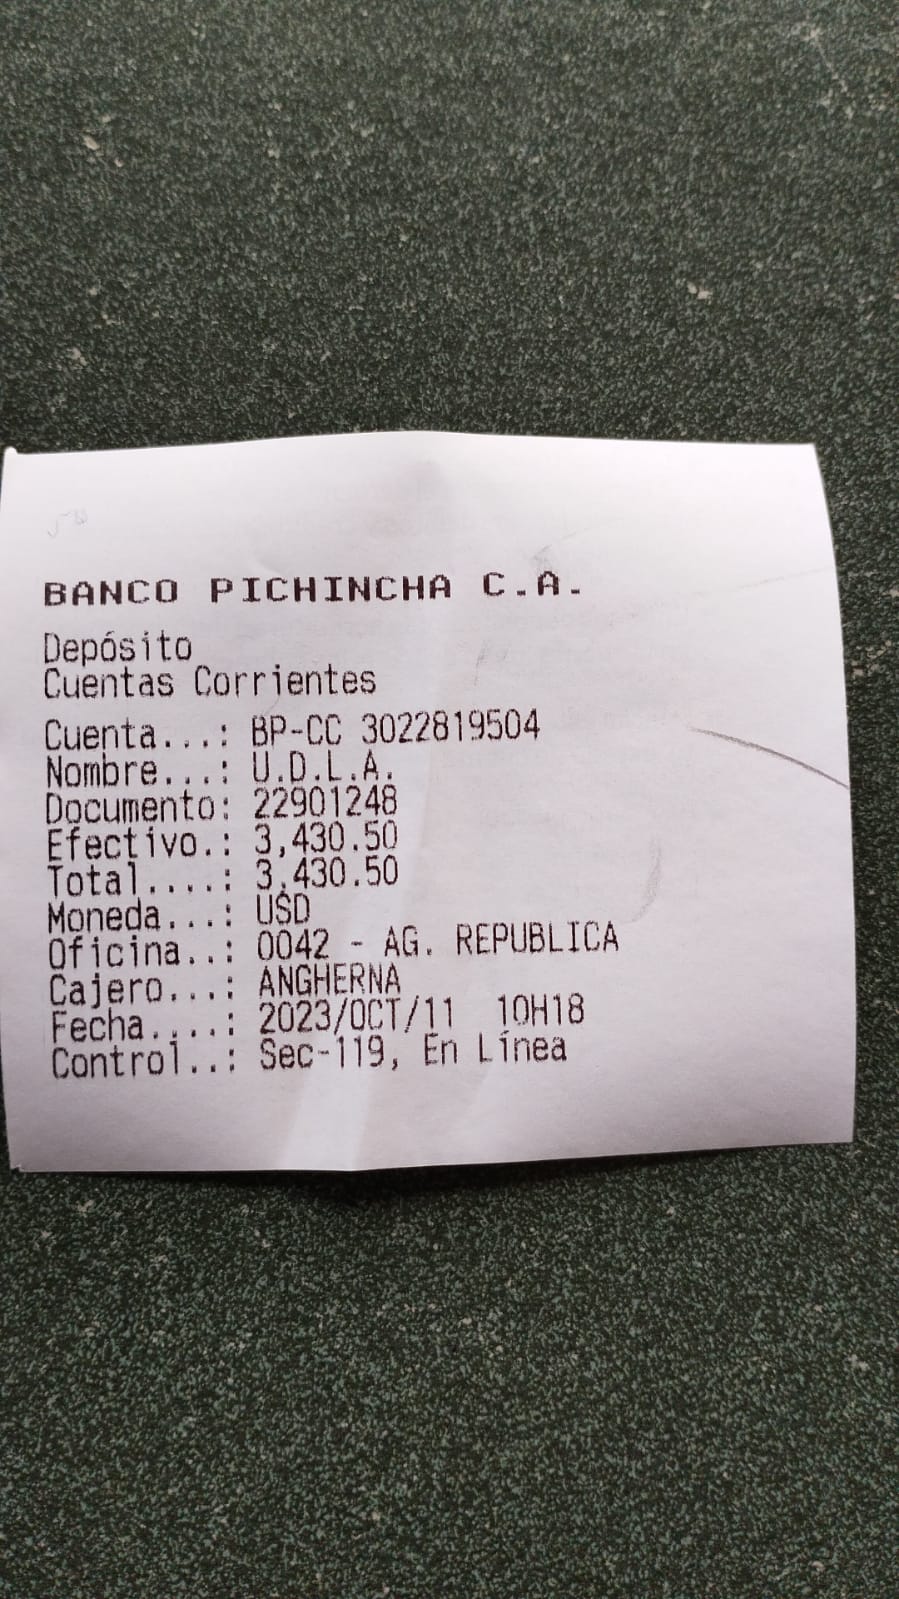 BANCO PICHINCHA C.A.
Depósito
Cuentas Corrientes
Cuenta...: BP-CC 3022819504
Nombre...: U.D.L.A.
Documento: 22901248
Efectivo.: 3,430.50
Total....: 3,430.50
Moneda...: USD
Oficina..: 0042 - AG. REPUBLICA
Cajero...: ANGHERNA
Fecha....: 2023/OCT/11  10H18
Control..: Sec-119, En Línea